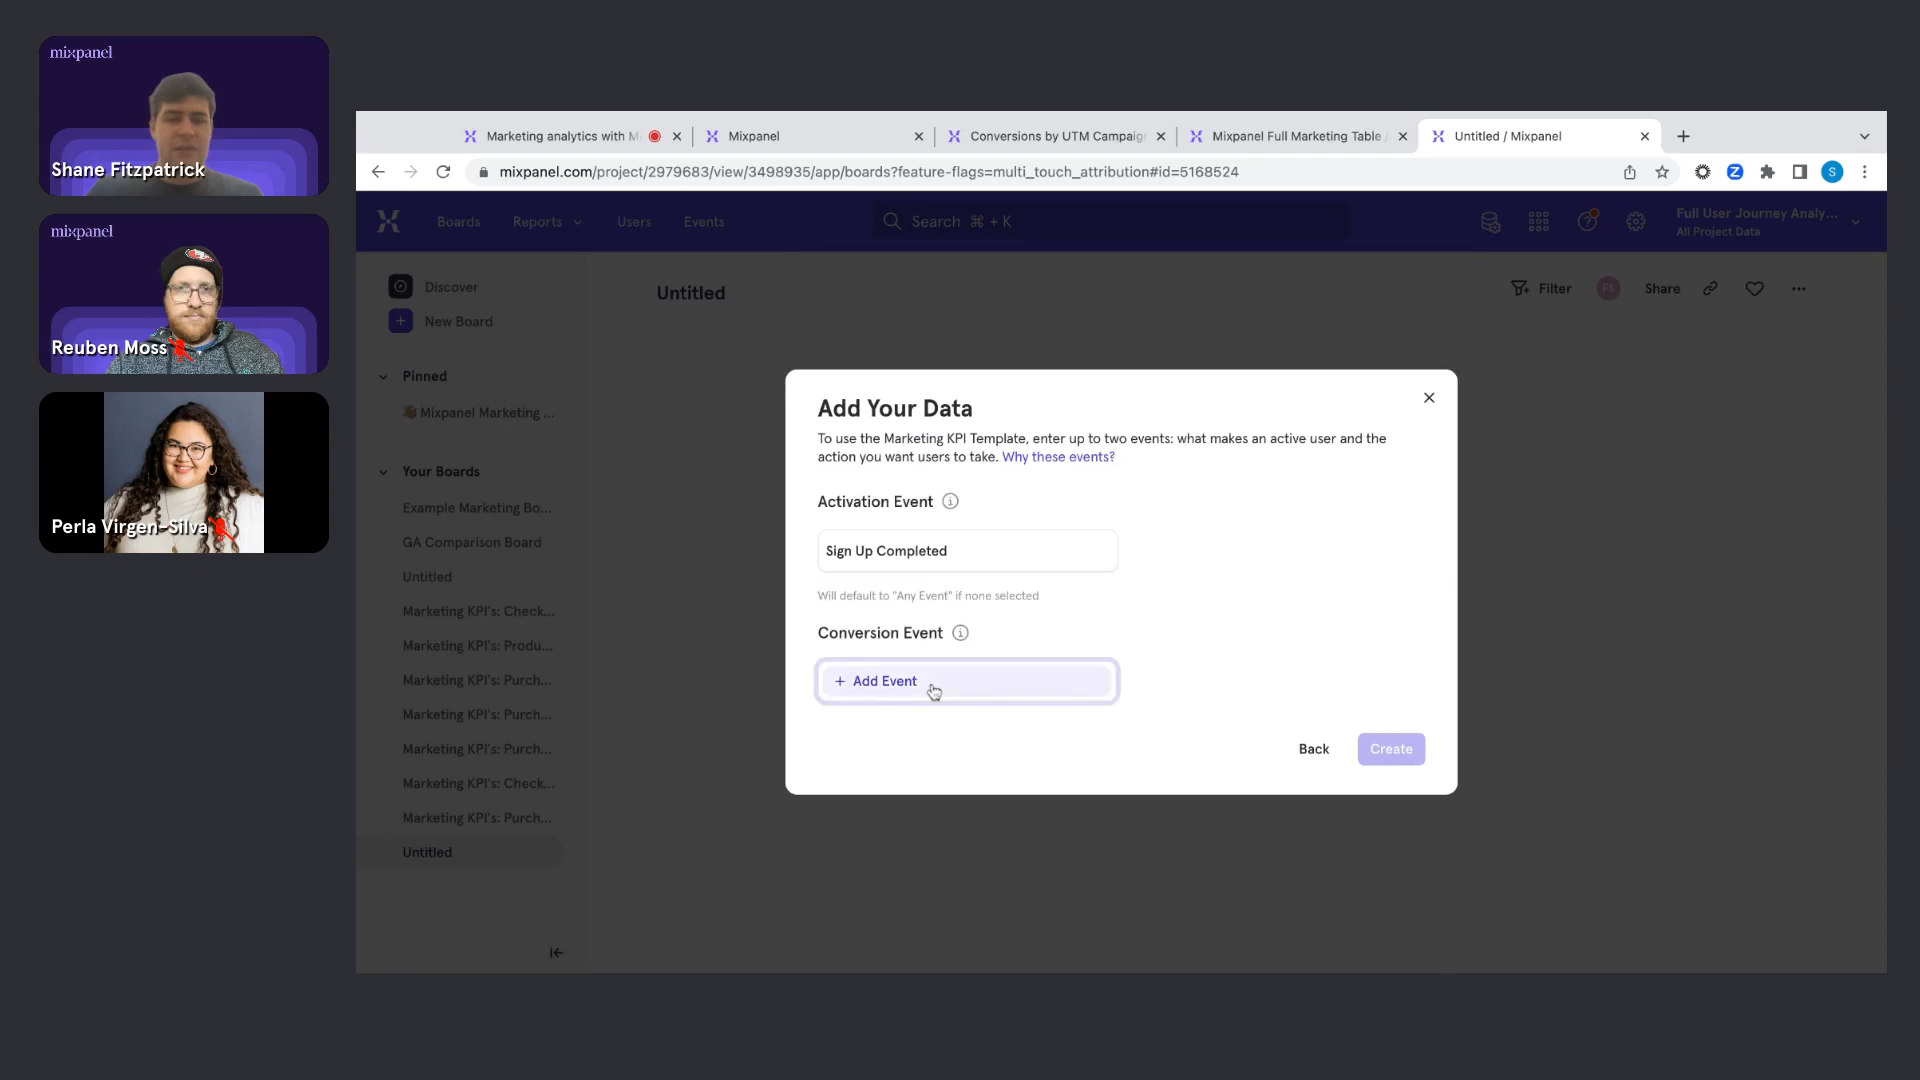 mixpanel
Shane Fitzpatrick
mixpanel
Reuben Moss
Perla Virgen-Silva
Marketing analytics with M
Mixpanel
Conversions by UTM Campaig
Mixpanel Full Marketing Table /
Untitled / Mixpanel
mixpanel.com/project/2979683/view/3498935/app/boards?feature-flags=multi_touch_attribution#id=5168524
S
Boards
Reports
Users
Events
Search ⌘ + K
Full User Journey Analy...
All Project Data
Discover
New Board
Pinned
Mixpanel Marketing ...
Your Boards
Example Marketing Bo...
GA Comparison Board
Untitled
Marketing KPI's: Check...
Marketing KPI's: Produ...
Marketing KPI's: Purch...
Marketing KPI's: Purch...
Marketing KPI's: Purch...
Marketing KPI's: Check...
Marketing KPI's: Purch...
Untitled
Untitled
Filter
FS
Share
Add Your Data
To use the Marketing KPI Template, enter up to two events: what makes an active user and the
action you want users to take. Why these events?
Activation Event
Sign Up Completed
Will default to "Any Event" if none selected
Conversion Event
+ Add Event
Back
Create